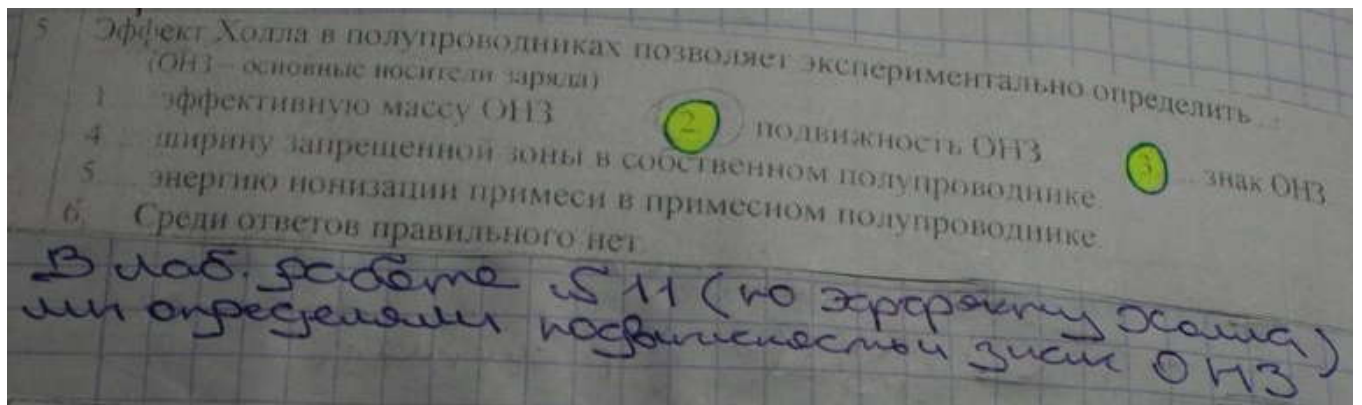 5 Эффект Холла в полупроводниках позволяет экспериментально определить ...:
(ОНЗ – основные носители заряда)
1 ... эффективную массу ОНЗ 2 ... подвижность ОНЗ 3 ... знак ОНЗ
4 ... ширину запрещенной зоны в собственном полупроводнике.
5 ... энергию ионизации примеси в примесном полупроводнике.
6. Среди ответов правильного нет
В лаб. работе №11 (по эффекту Холла)
мы определяли подвижность и знак ОНЗ